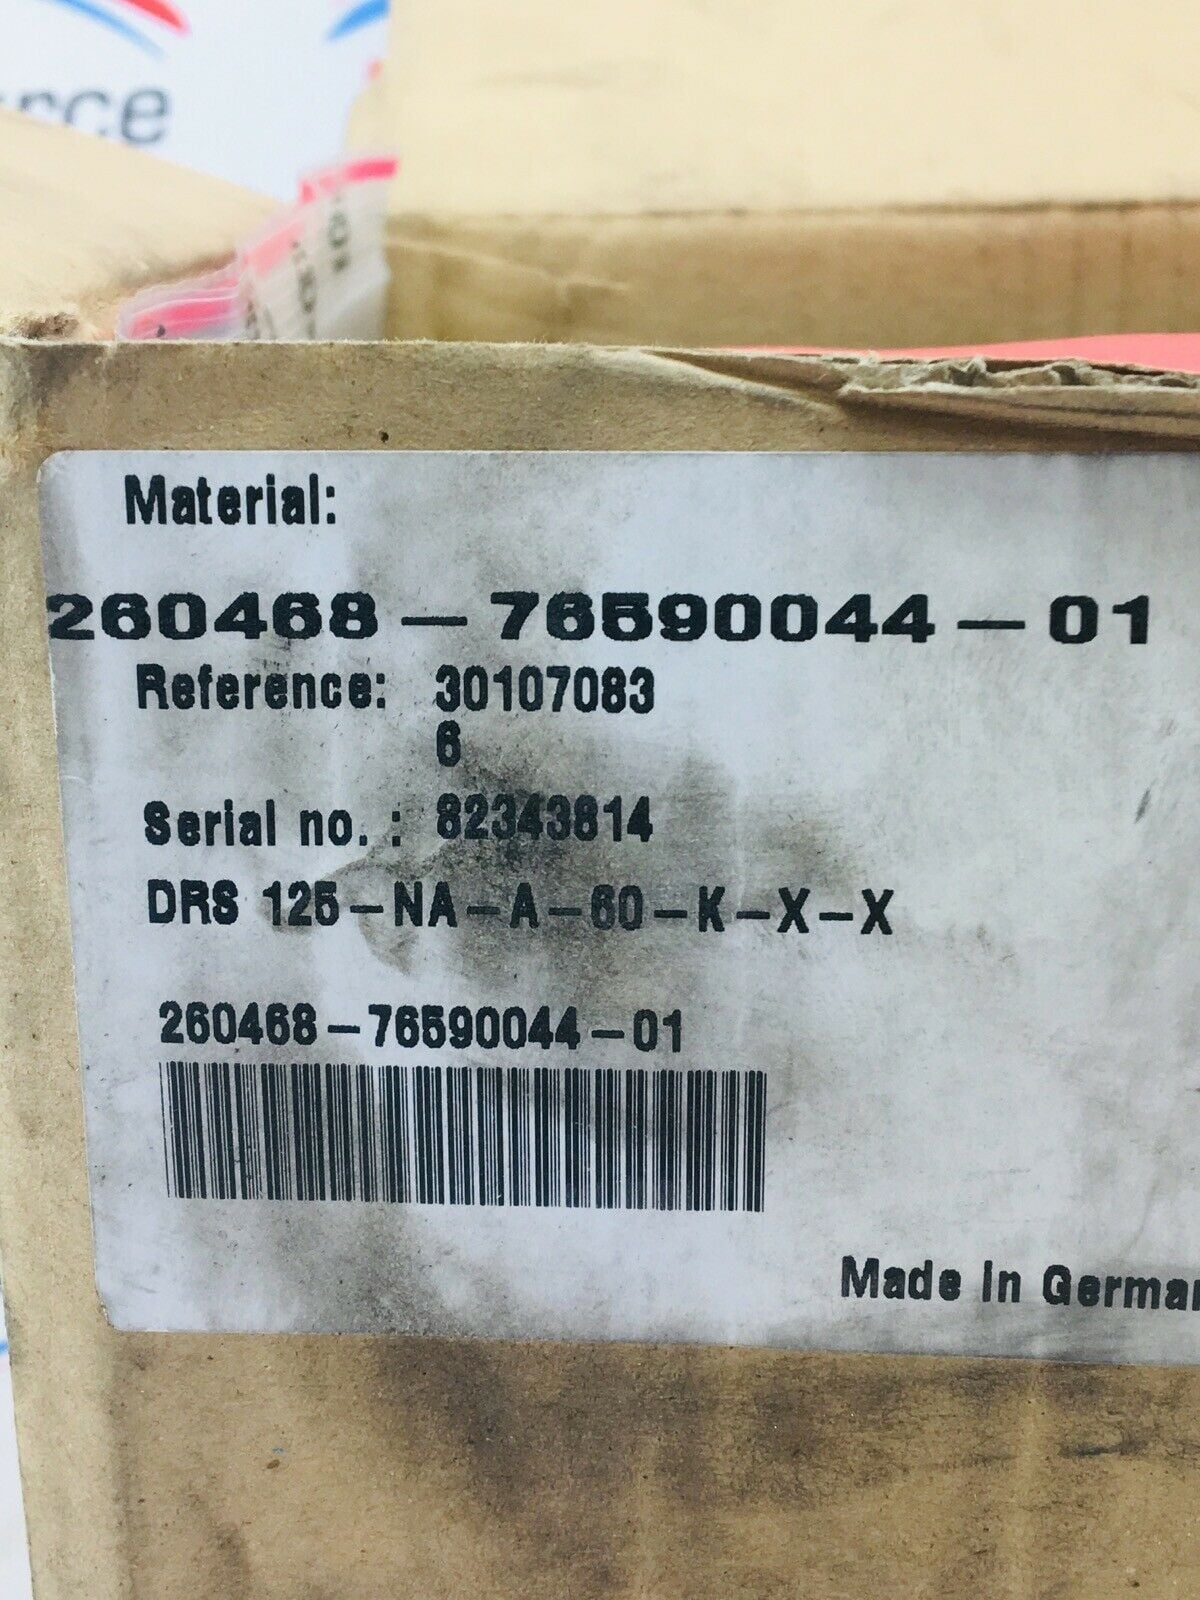 Material:
260468-76590044-01
Reference: 30107083
6
Serial no.: 82343814
DRS 125-NA-A-60-K-X-X
260468-76590044-01
Made in German